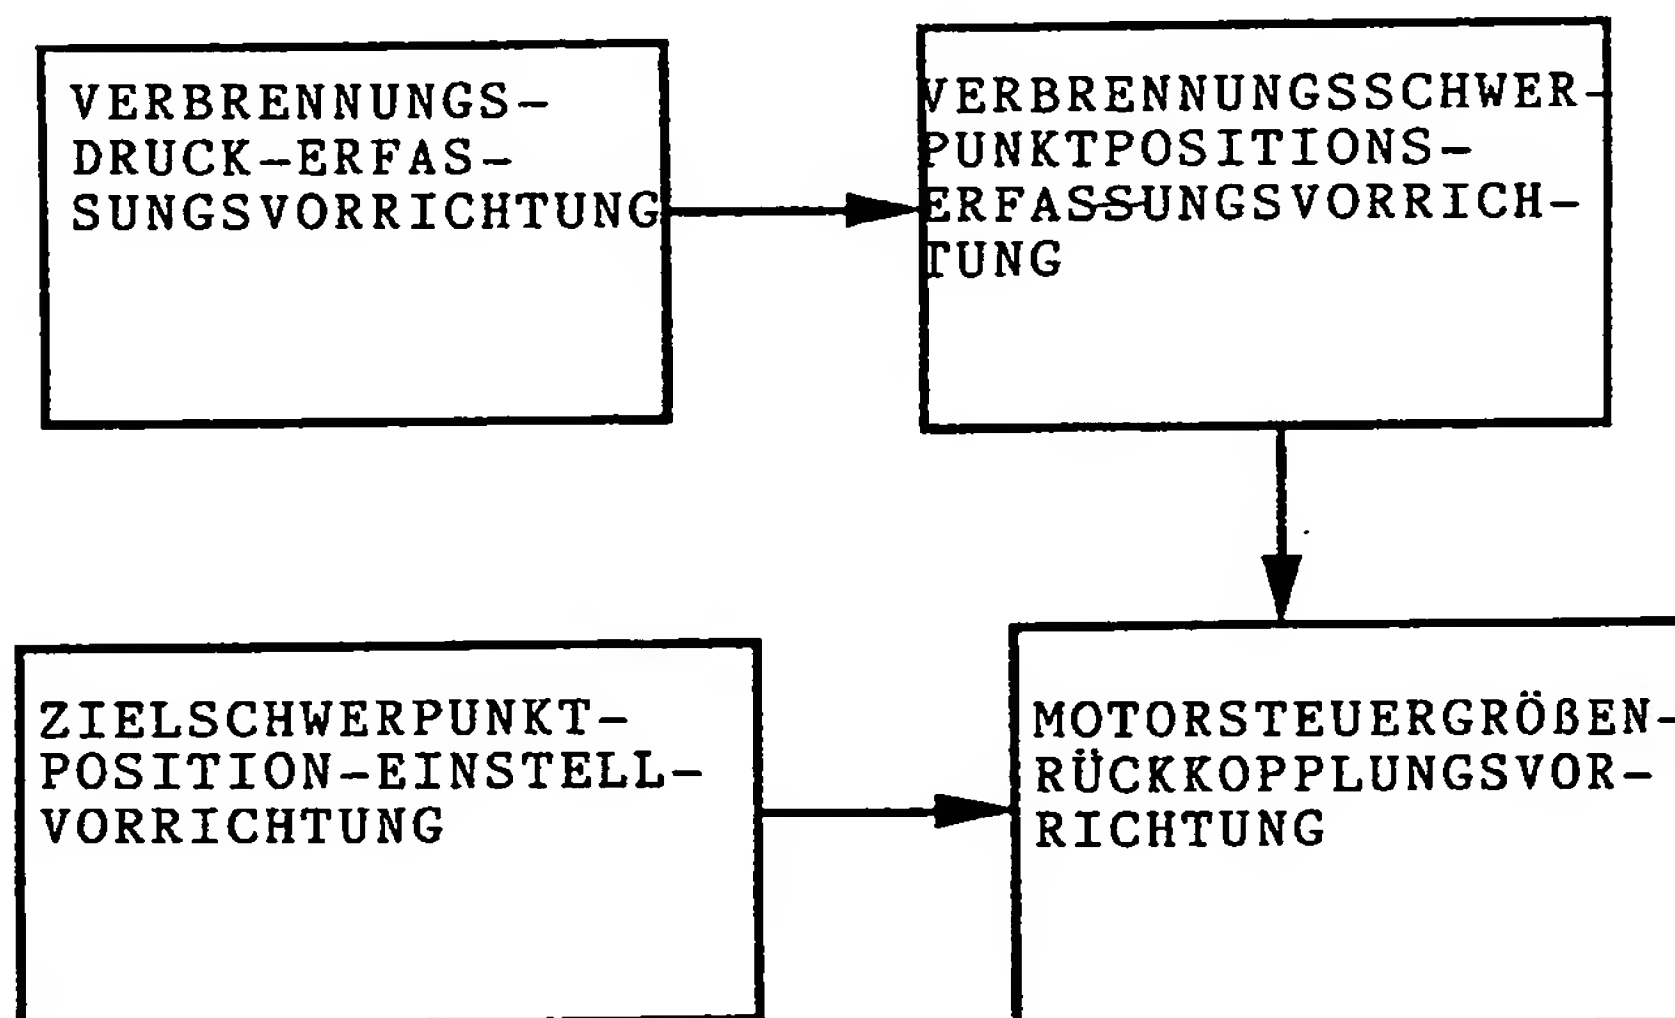 VERBRENNUNGS-
DRUCK-ERFAS-
SUNGSVORRICHTUNG
VERBRENNUNGSSCHWER-
PUNKTPOSITIONS-
ERFASSUNGSVORRICH-
TUNG
ZIELSCHWERPUNKT-
POSITION-EINSTELL-
VORRICHTUNG
MOTORSTEUERGRÖßEN-
RÜCKKOPPLUNGSVOR-
RICHTUNG